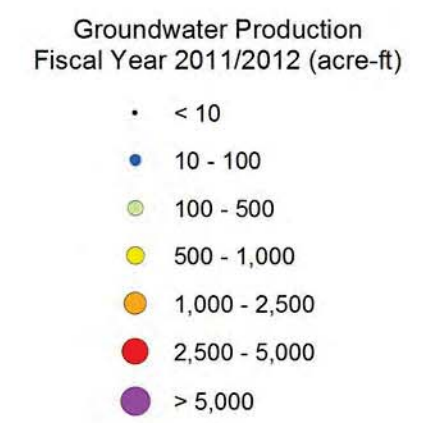 Groundwater Production
Fiscal Year 2011/2012 (acre-ft)
< 10
10 - 100
100 - 500
500 - 1,000
1,000 - 2,500
2,500 - 5,000
> 5,000